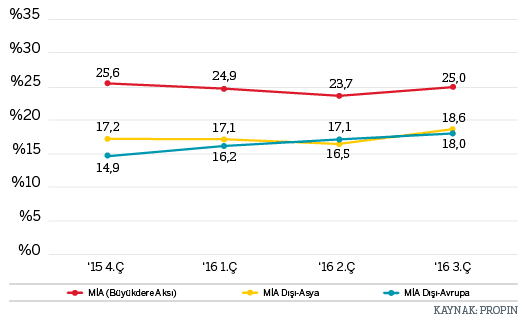 %35
%30
%25
%20
%15
%10
%5
%0
25,6 24,9 23,7 25,0
17,2 17,1 17,1 18,6
14,9 16,2 16,5 18,0
'15 4.Ç '16 1.Ç '16 2.Ç '16 3.Ç
MİA (Büyükdere Aksı) MİA Dışı-Asya MİA Dışı-Avrupa
KAYNAK: PROPIN